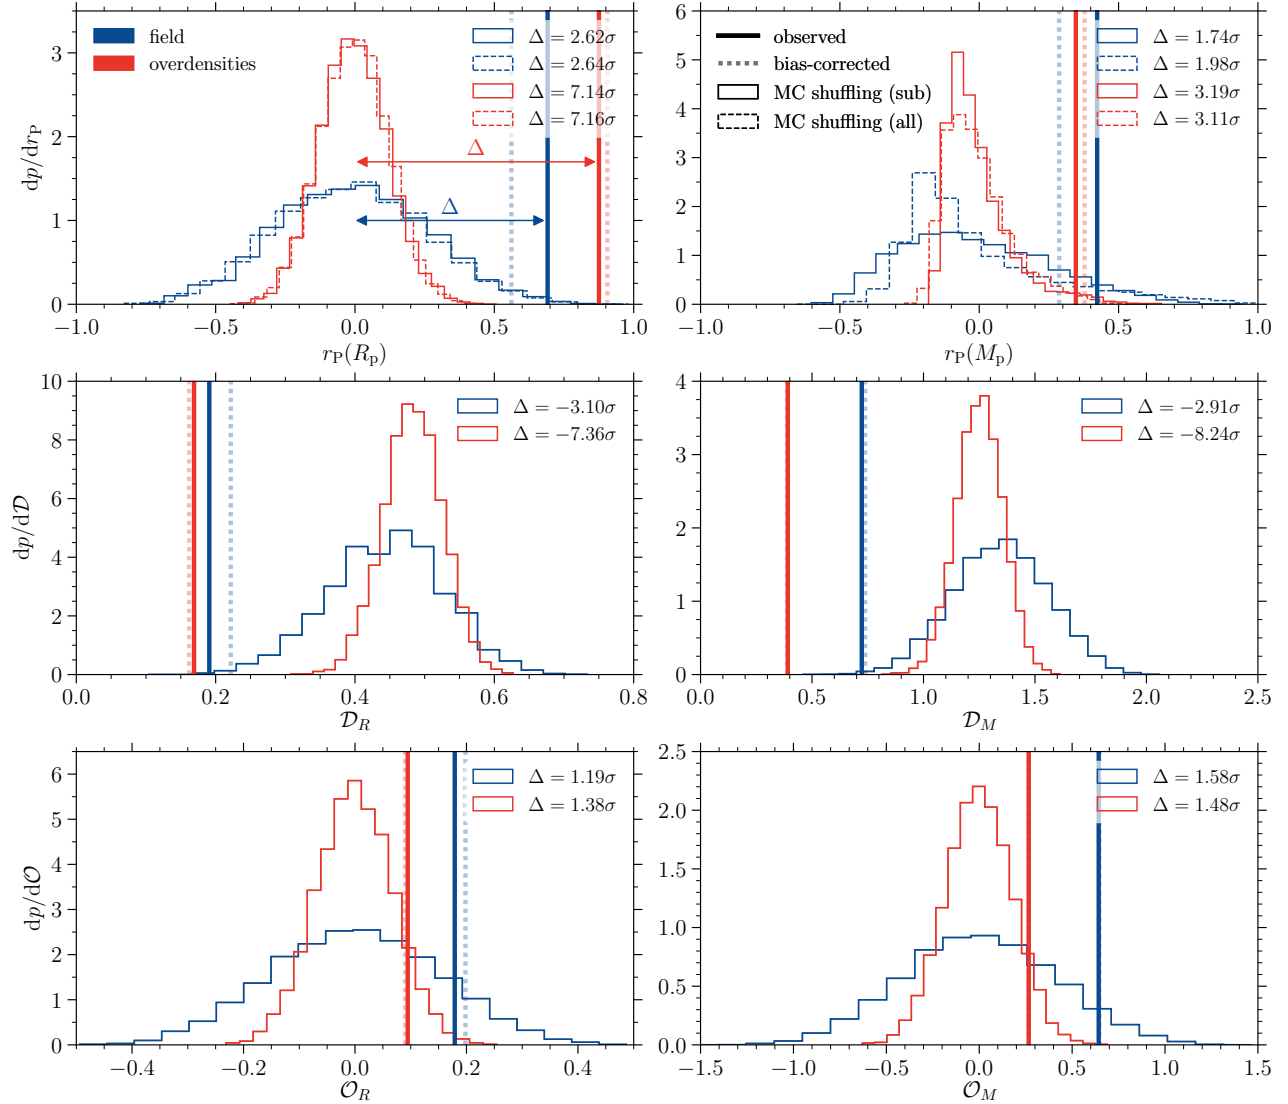 field
overdensities
Δ = 2.62σ
Δ = 2.64σ
Δ = 7.14σ
Δ = 7.16σ
Δ
Δ
dp/dr_P
0
1
2
3
−1.0 −0.5 0.0 0.5 1.0
r_P(R_p)
observed
bias-corrected
MC shuffling (sub)
MC shuffling (all)
Δ = 1.74σ
Δ = 1.98σ
Δ = 3.19σ
Δ = 3.11σ
0
1
2
3
4
5
6
−1.0 −0.5 0.0 0.5 1.0
r_P(M_p)
Δ = −3.10σ
Δ = −7.36σ
dp/d𝒟
0
2
4
6
8
10
0.0 0.2 0.4 0.6 0.8
𝒟_R
Δ = −2.91σ
Δ = −8.24σ
0
1
2
3
4
0.0 0.5 1.0 1.5 2.0 2.5
𝒟_M
Δ = 1.19σ
Δ = 1.38σ
dp/d𝒪
0
1
2
3
4
5
6
−0.4 −0.2 0.0 0.2 0.4
𝒪_R
Δ = 1.58σ
Δ = 1.48σ
0.0
0.5
1.0
1.5
2.0
2.5
−1.5 −1.0 −0.5 0.0 0.5 1.0 1.5
𝒪_M